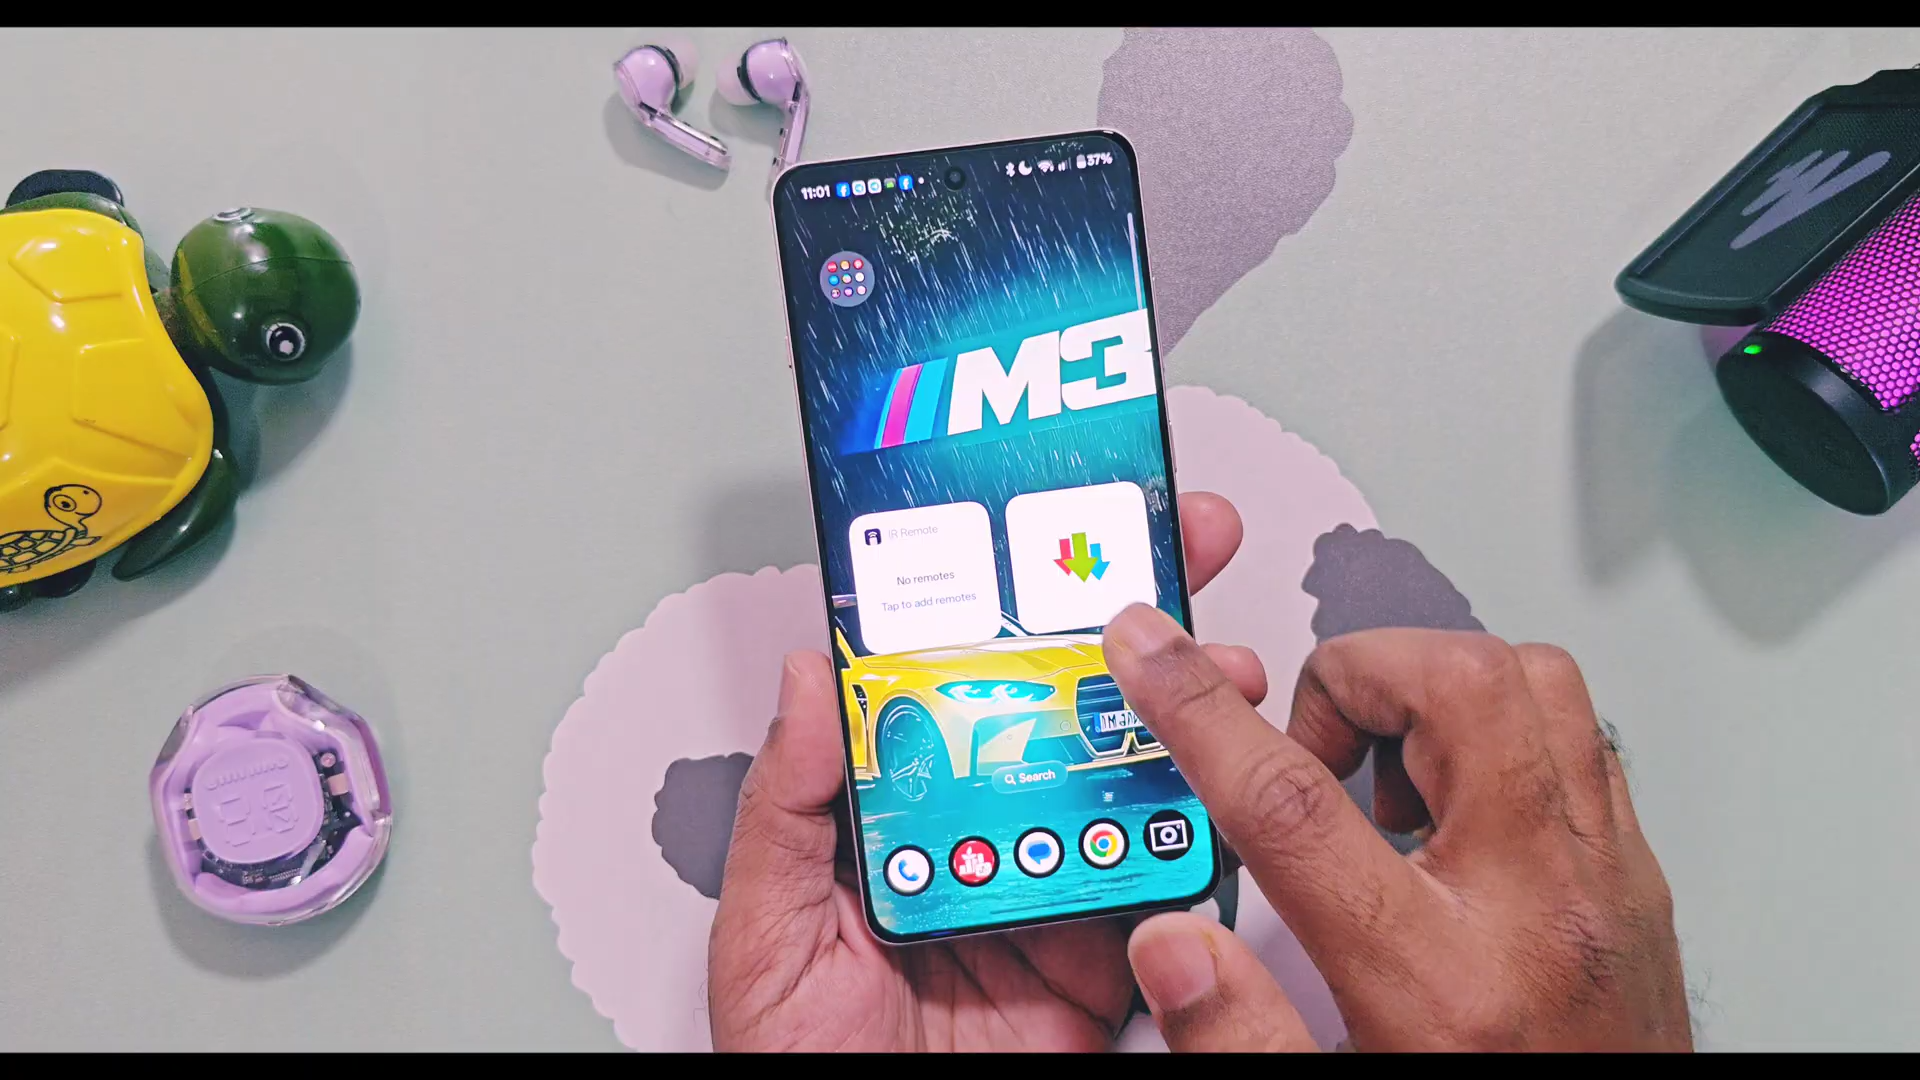 11:01
37%
M3
IR Remote
No remotes
Tap to add remotes
Search